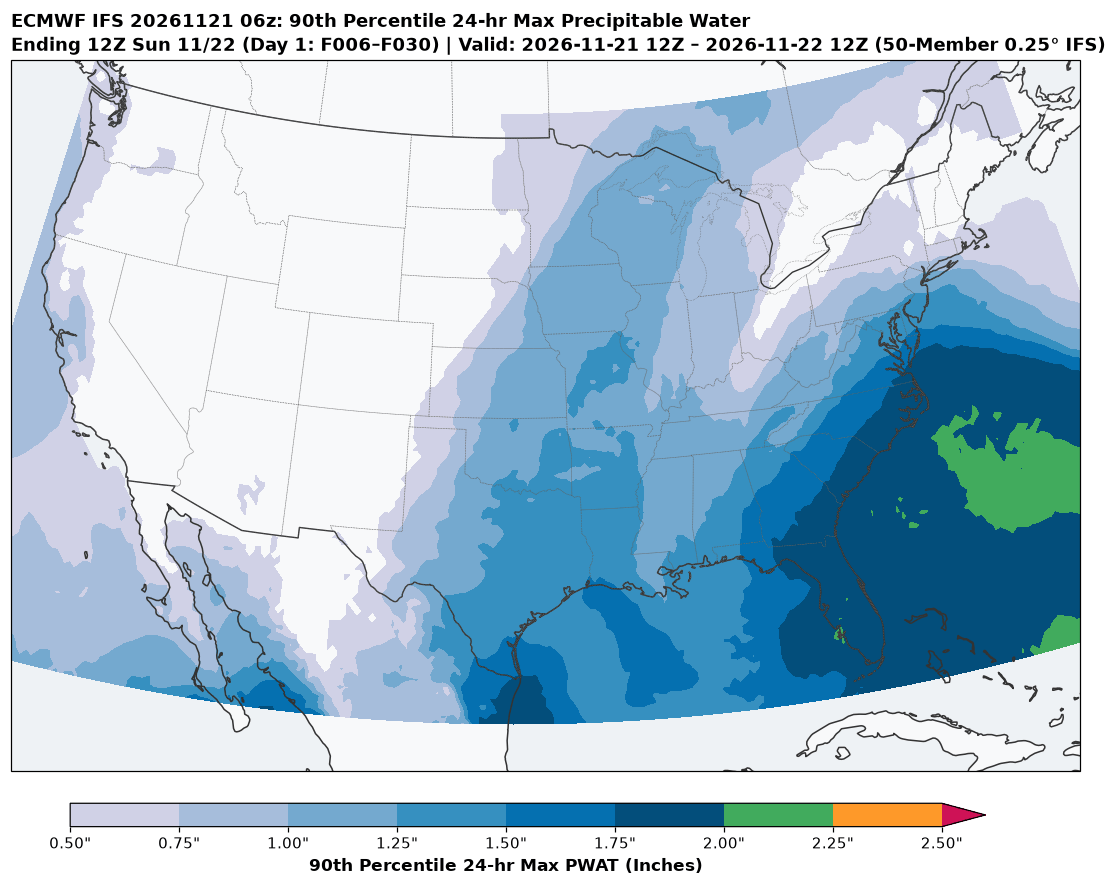 ECMWF IFS 20261121 06z: 90th Percentile 24-hr Max Precipitable Water
Ending 12Z Sun 11/22 (Day 1: F006–F030) | Valid: 2026-11-21 12Z – 2026-11-22 12Z (50-Member 0.25° IFS)
0.50" 0.75" 1.00" 1.25" 1.50" 1.75" 2.00" 2.25" 2.50"
90th Percentile 24-hr Max PWAT (Inches)